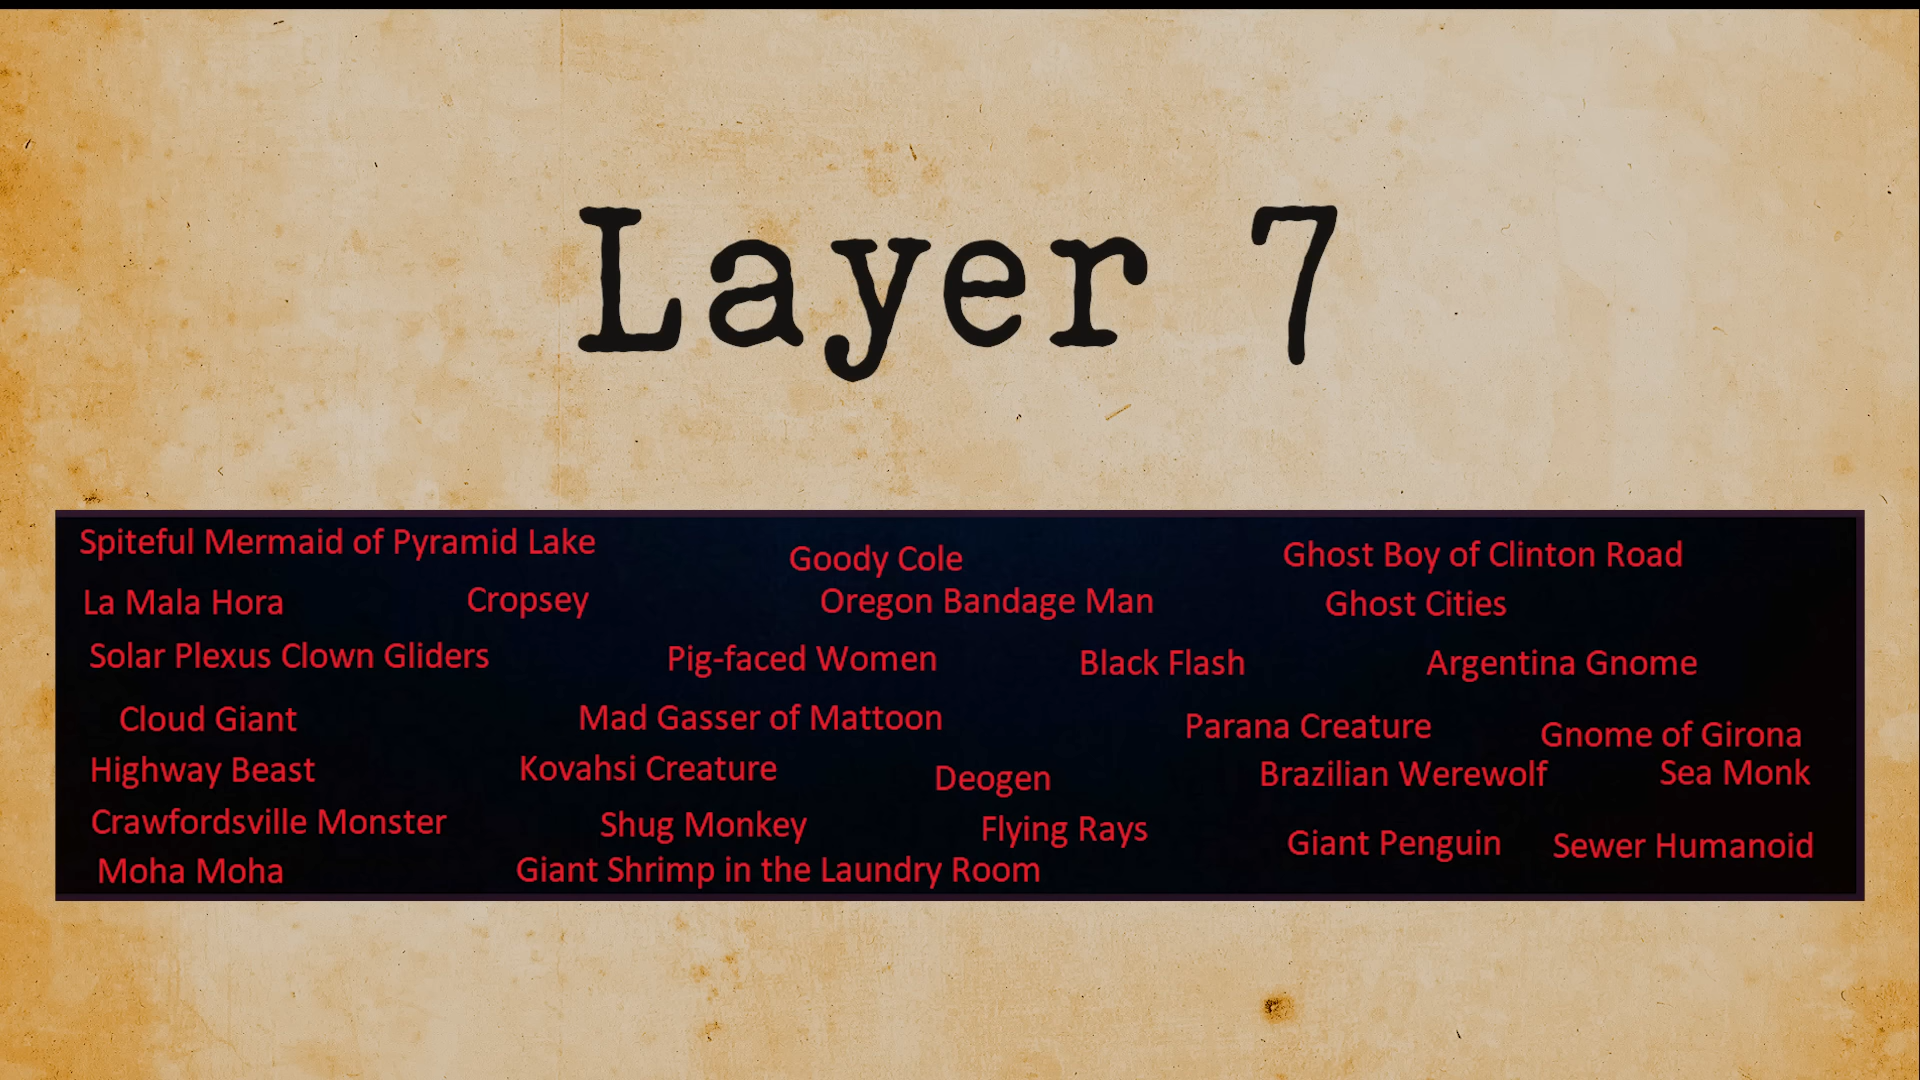 Layer 7
Spiteful Mermaid of Pyramid Lake
Goody Cole
Ghost Boy of Clinton Road
La Mala Hora
Cropsey
Oregon Bandage Man
Ghost Cities
Solar Plexus Clown Gliders
Pig-faced Women
Black Flash
Argentina Gnome
Cloud Giant
Mad Gasser of Mattoon
Parana Creature
Gnome of Girona
Highway Beast
Kovahsi Creature
Deogen
Brazilian Werewolf
Sea Monk
Crawfordsville Monster
Shug Monkey
Flying Rays
Giant Penguin
Sewer Humanoid
Moha Moha
Giant Shrimp in the Laundry Room